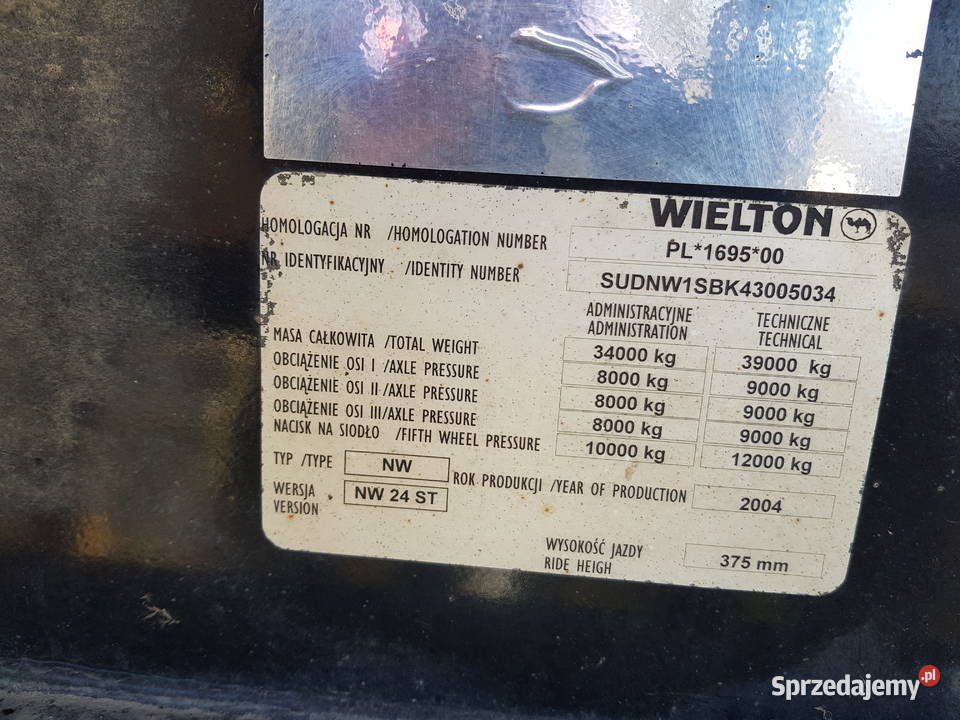 WIELTON
HOMOLOGACJA NR /HOMOLOGATION NUMBER PL*1695*00
NR IDENTYFIKACYJNY /IDENTITY NUMBER SUDNW1SBK43005034
ADMINISTRACYJNE TECHNICZNE
ADMINISTRATION TECHNICAL
MASA CAŁKOWITA /TOTAL WEIGHT 34000 kg 39000 kg
OBCIĄŻENIE OSI I /AXLE PRESSURE 8000 kg 9000 kg
OBCIĄŻENIE OSI II /AXLE PRESSURE 8000 kg 9000 kg
OBCIĄŻENIE OSI III/AXLE PRESSURE 8000 kg 9000 kg
NACISK NA SIODŁO /FIFTH WHEEL PRESSURE 10000 kg 12000 kg
TYP /TYPE NW
ROK PRODUKCJI /YEAR OF PRODUCTION 2004
WERSJA
VERSION NW 24 ST
WYSOKOŚĆ JAZDY
RIDE HEIGH 375 mm
Sprzedajemy.pl